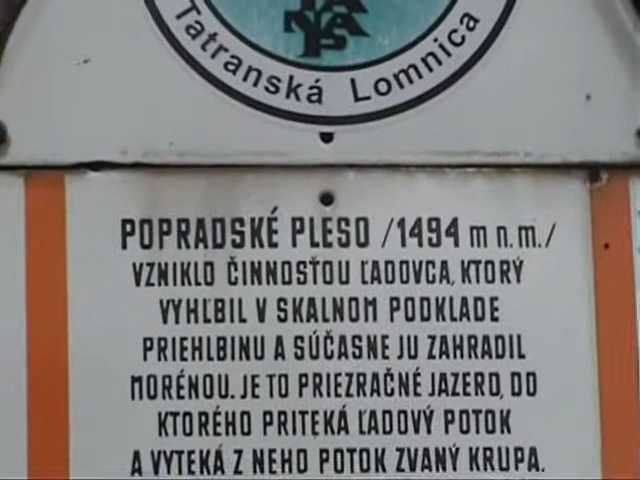 TANAP
Tatranská Lomnica
POPRADSKÉ PLESO /1494 m n.m./
VZNIKLO ČINNOSŤOU ĽADOVCA, KTORÝ
VYHĹBIL V SKALNOM PODKLADE
PRIEHLBINU A SÚČASNE JU ZAHRADIL
MORÉNOU. JE TO PRIEZRAČNÉ JAZERO, DO
KTORÉHO PRITEKÁ ĽADOVÝ POTOK
A VYTEKÁ Z NEHO POTOK ZVANÝ KRUPA.